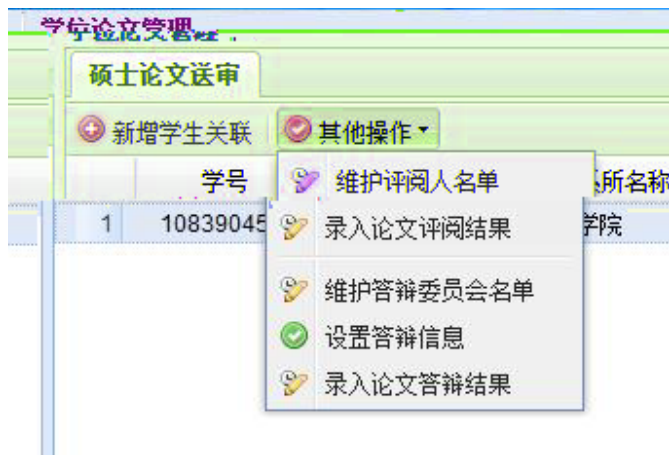 学位论文管理
硕士论文送审
新增学生关联 其他操作
学号 所名称
维护评阅人名单
1 10839045 学院
录入论文评阅结果
维护答辩委员会名单
设置答辩信息
录入论文答辩结果